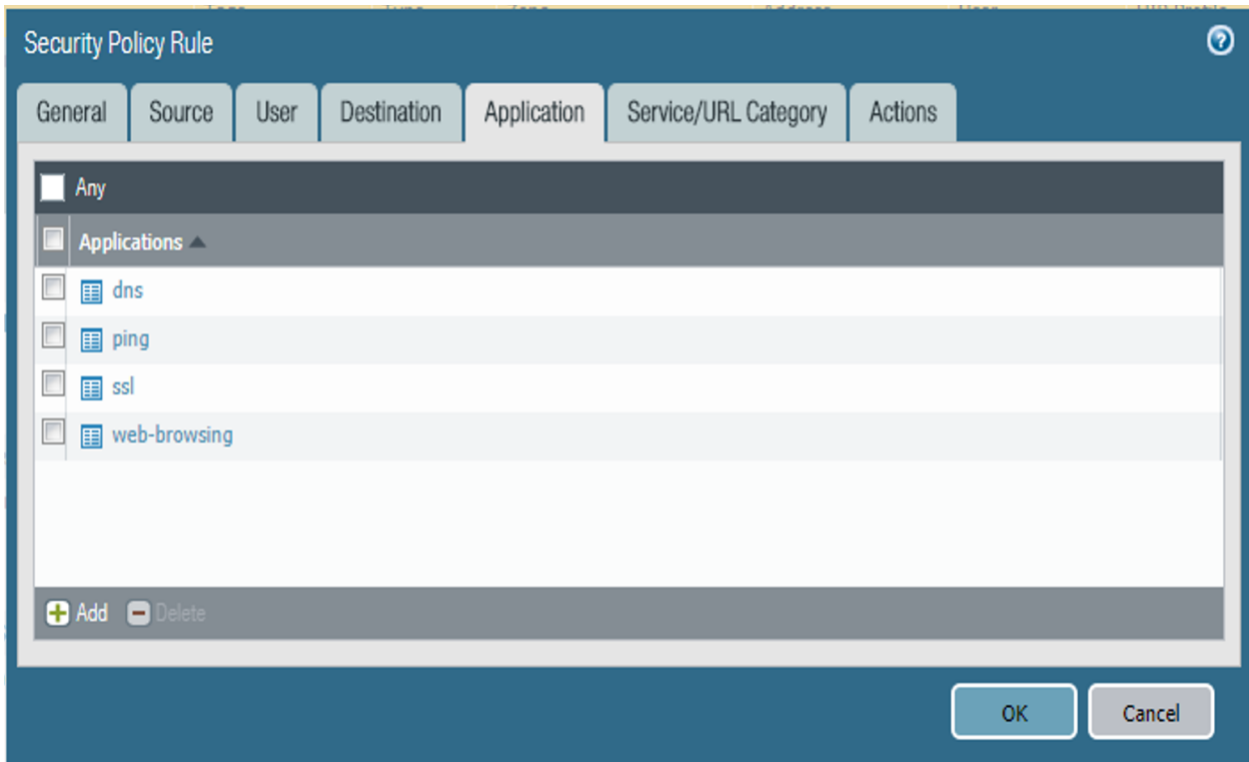 Security Policy Rule
?
General Source User Destination Application Service/URL Category Actions
Any
Applications
dns
ping
ssl
web-browsing
Add Delete
OK Cancel